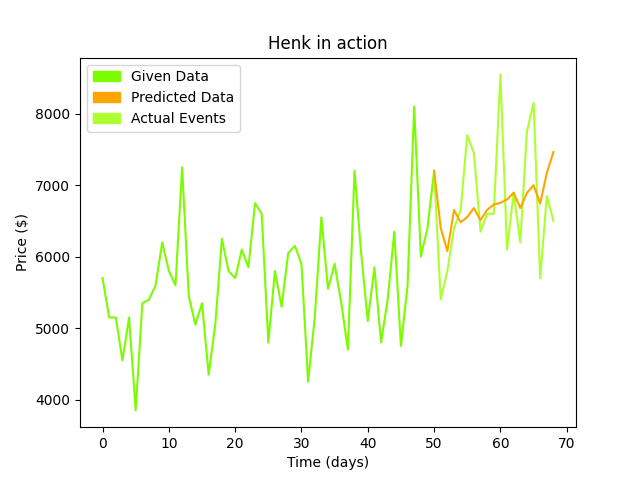 Henk in action
Given Data
Predicted Data
Actual Events
Price ($)
8000
7000
6000
5000
4000
0 10 20 30 40 50 60 70
Time (days)